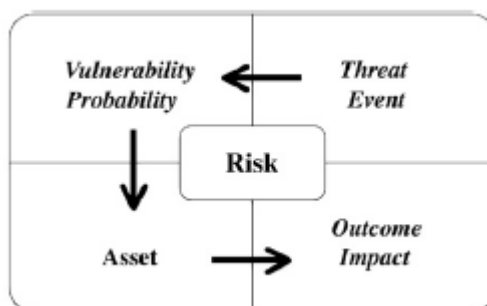 Vulnerability
Probability
Threat
Event
Risk
Asset
Outcome
Impact